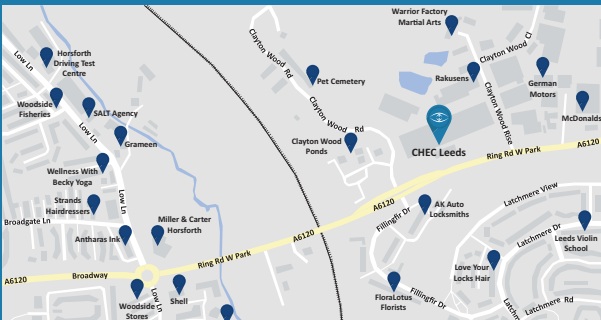 Warrior Factory
Martial Arts
Low Ln
Horsforth
Driving Test
Centre
Clayton Wood Rd
Clayton Wood Cl
Pet Cemetery
Rakusens
German
Motors
Woodside
Fisheries
SALT Agency
Clayton Wood Rd
Clayton Wood Rise
McDonalds
Low Ln
Grameen
Clayton Wood
Ponds
CHEC Leeds
Ring Rd W Park
A6120
Wellness With
Becky Yoga
Low Ln
Strands
Hairdressers
A6120
AK Auto
Locksmiths
Latchmere View
Broadgate Ln
Miller & Carter
Horsforth
Fillingfir Dr
Latchmere Dr
Antharas Ink
A6120
Leeds Violin
School
Ring Rd W Park
Love Your
Locks Hair
A6120
Broadway
Low Ln
Shell
FloraLotus
Florists
Fillingfir Dr
Latchmere Rd
Woodside
Stores